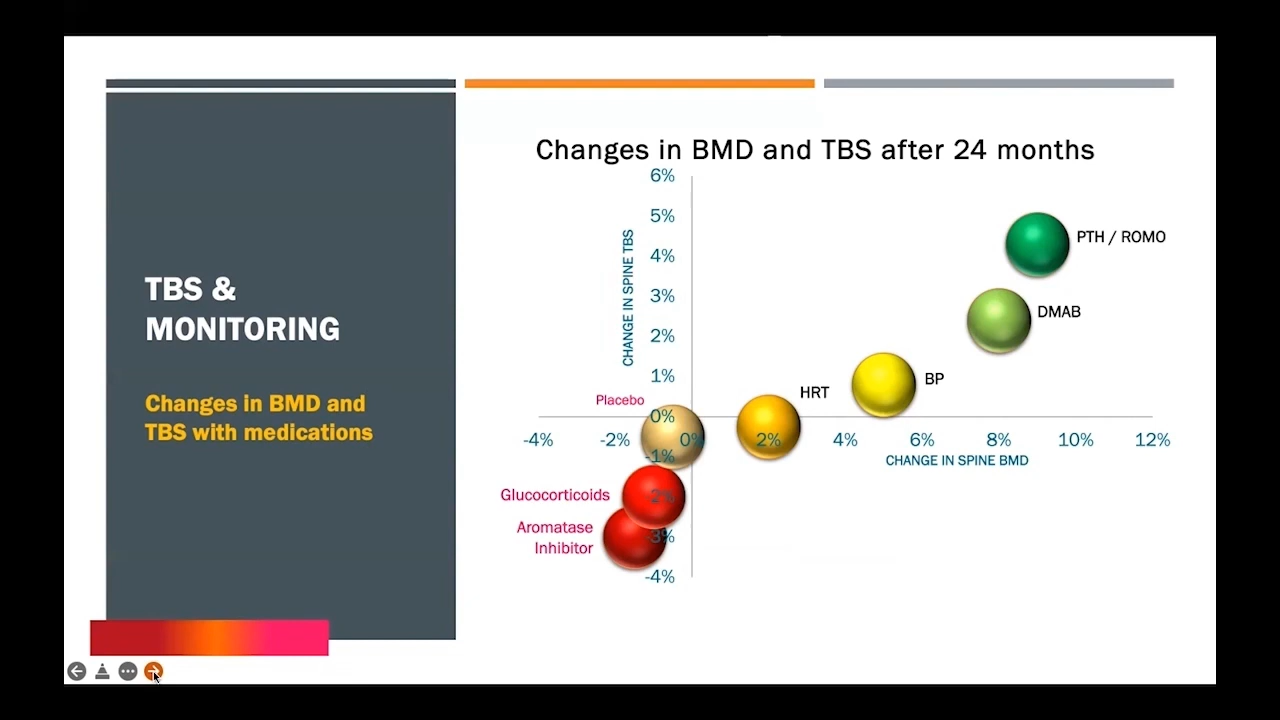 TBS &
MONITORING
Changes in BMD and
TBS with medications
Changes in BMD and TBS after 24 months
6%
5%
4%
3%
2%
1%
0%
-1%
-2%
-3%
-4%
CHANGE IN SPINE TBS
PTH / ROMO
DMAB
BP
HRT
Placebo
-4%
-2%
0%
2%
4%
6%
8%
10%
12%
CHANGE IN SPINE BMD
Glucocorticoids
Aromatase
Inhibitor